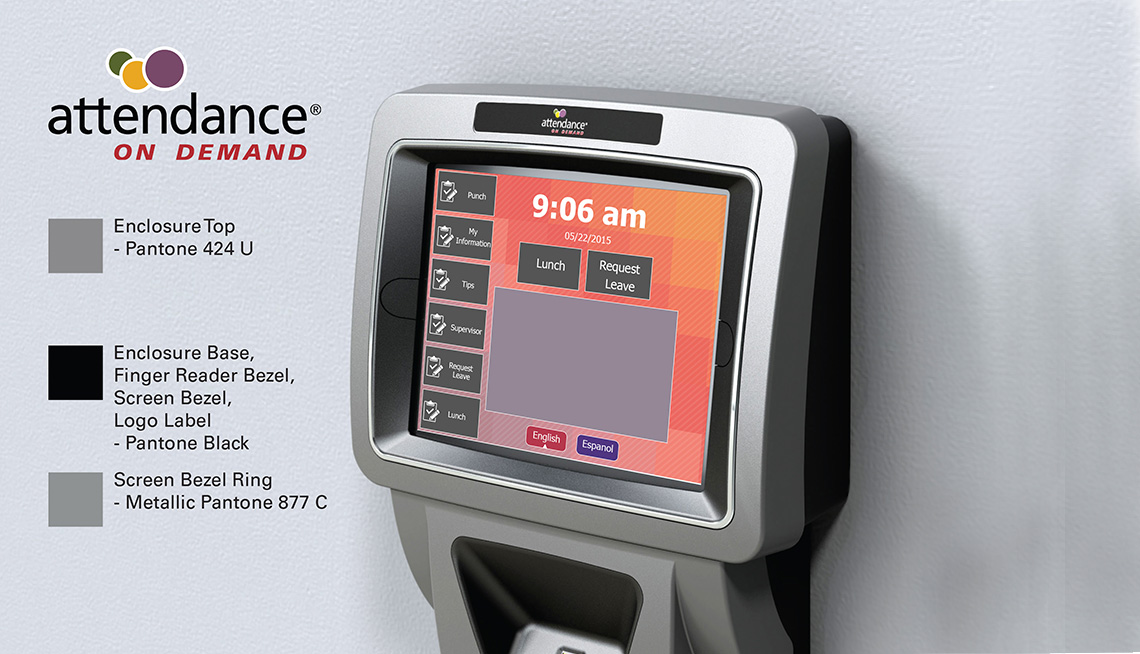 attendance®
ON DEMAND
Enclosure Top
- Pantone 424 U
Enclosure Base,
Finger Reader Bezel,
Screen Bezel,
Logo Label
- Pantone Black
Screen Bezel Ring
- Metallic Pantone 877 C
attendance®
ON DEMAND
Punch
My
Information
Tips
Supervisor
Request
Leave
Lunch
9:06 am
05/22/2015
Lunch
Request
Leave
English
Espanol